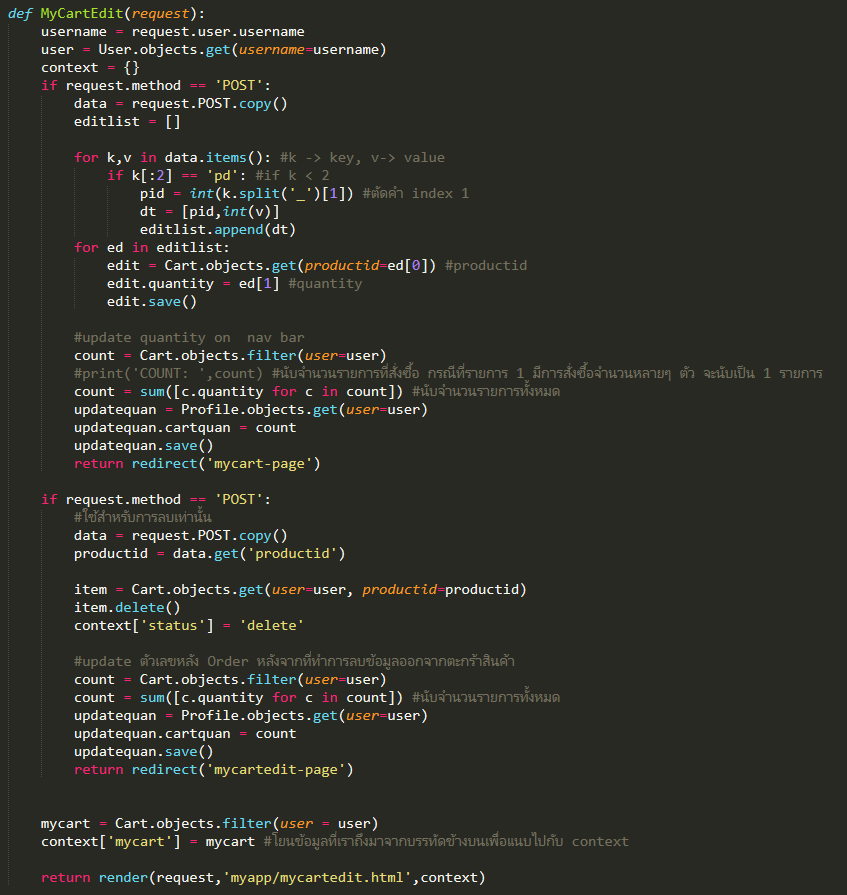 def MyCartEdit(request):
    username = request.user.username
    user = User.objects.get(username=username)
    context = {}
    if request.method == 'POST':
        data = request.POST.copy()
        editlist = []

        for k,v in data.items(): #k -> key, v-> value
            if k[:2] == 'pd': #if k < 2
                pid = int(k.split('_')[1]) #ตัดคำ index 1
                dt = [pid,int(v)]
                editlist.append(dt)
        for ed in editlist:
            edit = Cart.objects.get(productid=ed[0]) #productid
            edit.quantity = ed[1] #quantity
            edit.save()

        #update quantity on  nav bar
        count = Cart.objects.filter(user=user)
        #print('COUNT: ',count) #นับจำนวนรายการที่สั่งซื้อ กรณีที่รายการ 1 มีการสั่งซื้อจำนวนหลายๆ ตัว จะนับเป็น 1 รายการ
        count = sum([c.quantity for c in count]) #นับจำนวนรายการทั้งหมด
        updatequan = Profile.objects.get(user=user)
        updatequan.cartquan = count
        updatequan.save()
        return redirect('mycart-page')

    if request.method == 'POST':
        #ใช้สำหรับการลบเท่านั้น
        data = request.POST.copy()
        productid = data.get('productid')

        item = Cart.objects.get(user=user, productid=productid)
        item.delete()
        context['status'] = 'delete'

        #update ตัวเลขหลัง Order หลังจากที่ทำการลบข้อมูลออกจากตะกร้าสินค้า
        count = Cart.objects.filter(user=user)
        count = sum([c.quantity for c in count]) #นับจำนวนรายการทั้งหมด
        updatequan = Profile.objects.get(user=user)
        updatequan.cartquan = count
        updatequan.save()
        return redirect('mycartedit-page')


    mycart = Cart.objects.filter(user = user)
    context['mycart'] = mycart #โยนข้อมูลที่เราถึงมาจากบรรทัดข้างบนเพื่อแนบไปกับ context

    return render(request,'myapp/mycartedit.html',context)